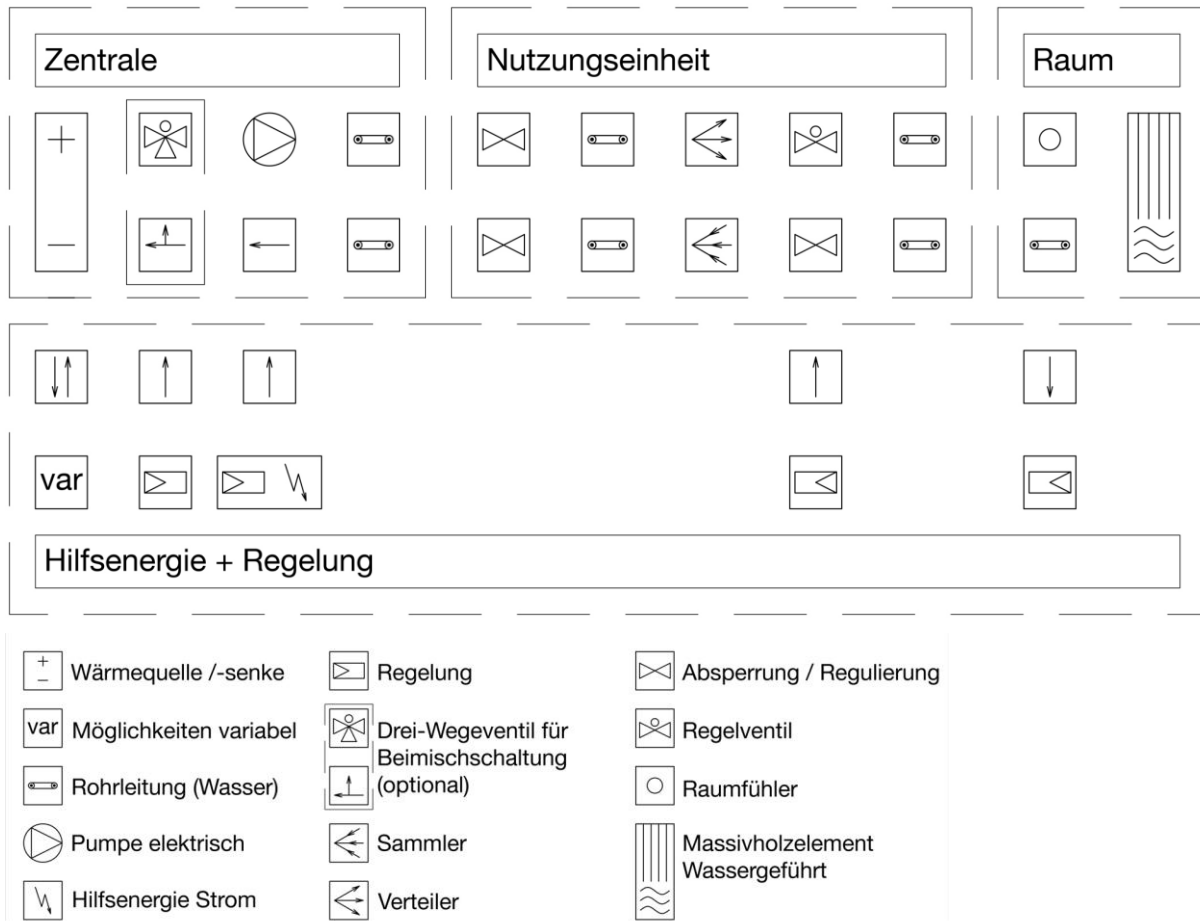 Zentrale
Nutzungseinheit
Raum
+
−
var
Hilfsenergie + Regelung
+
−
Wärmequelle /-senke
var
Möglichkeiten variabel
Rohrleitung (Wasser)
Pumpe elektrisch
Hilfsenergie Strom
Regelung
Drei-Wegeventil für
Beimischschaltung
(optional)
Sammler
Verteiler
Absperrung / Regulierung
Regelventil
Raumfühler
Massivholzelement
Wassergeführt